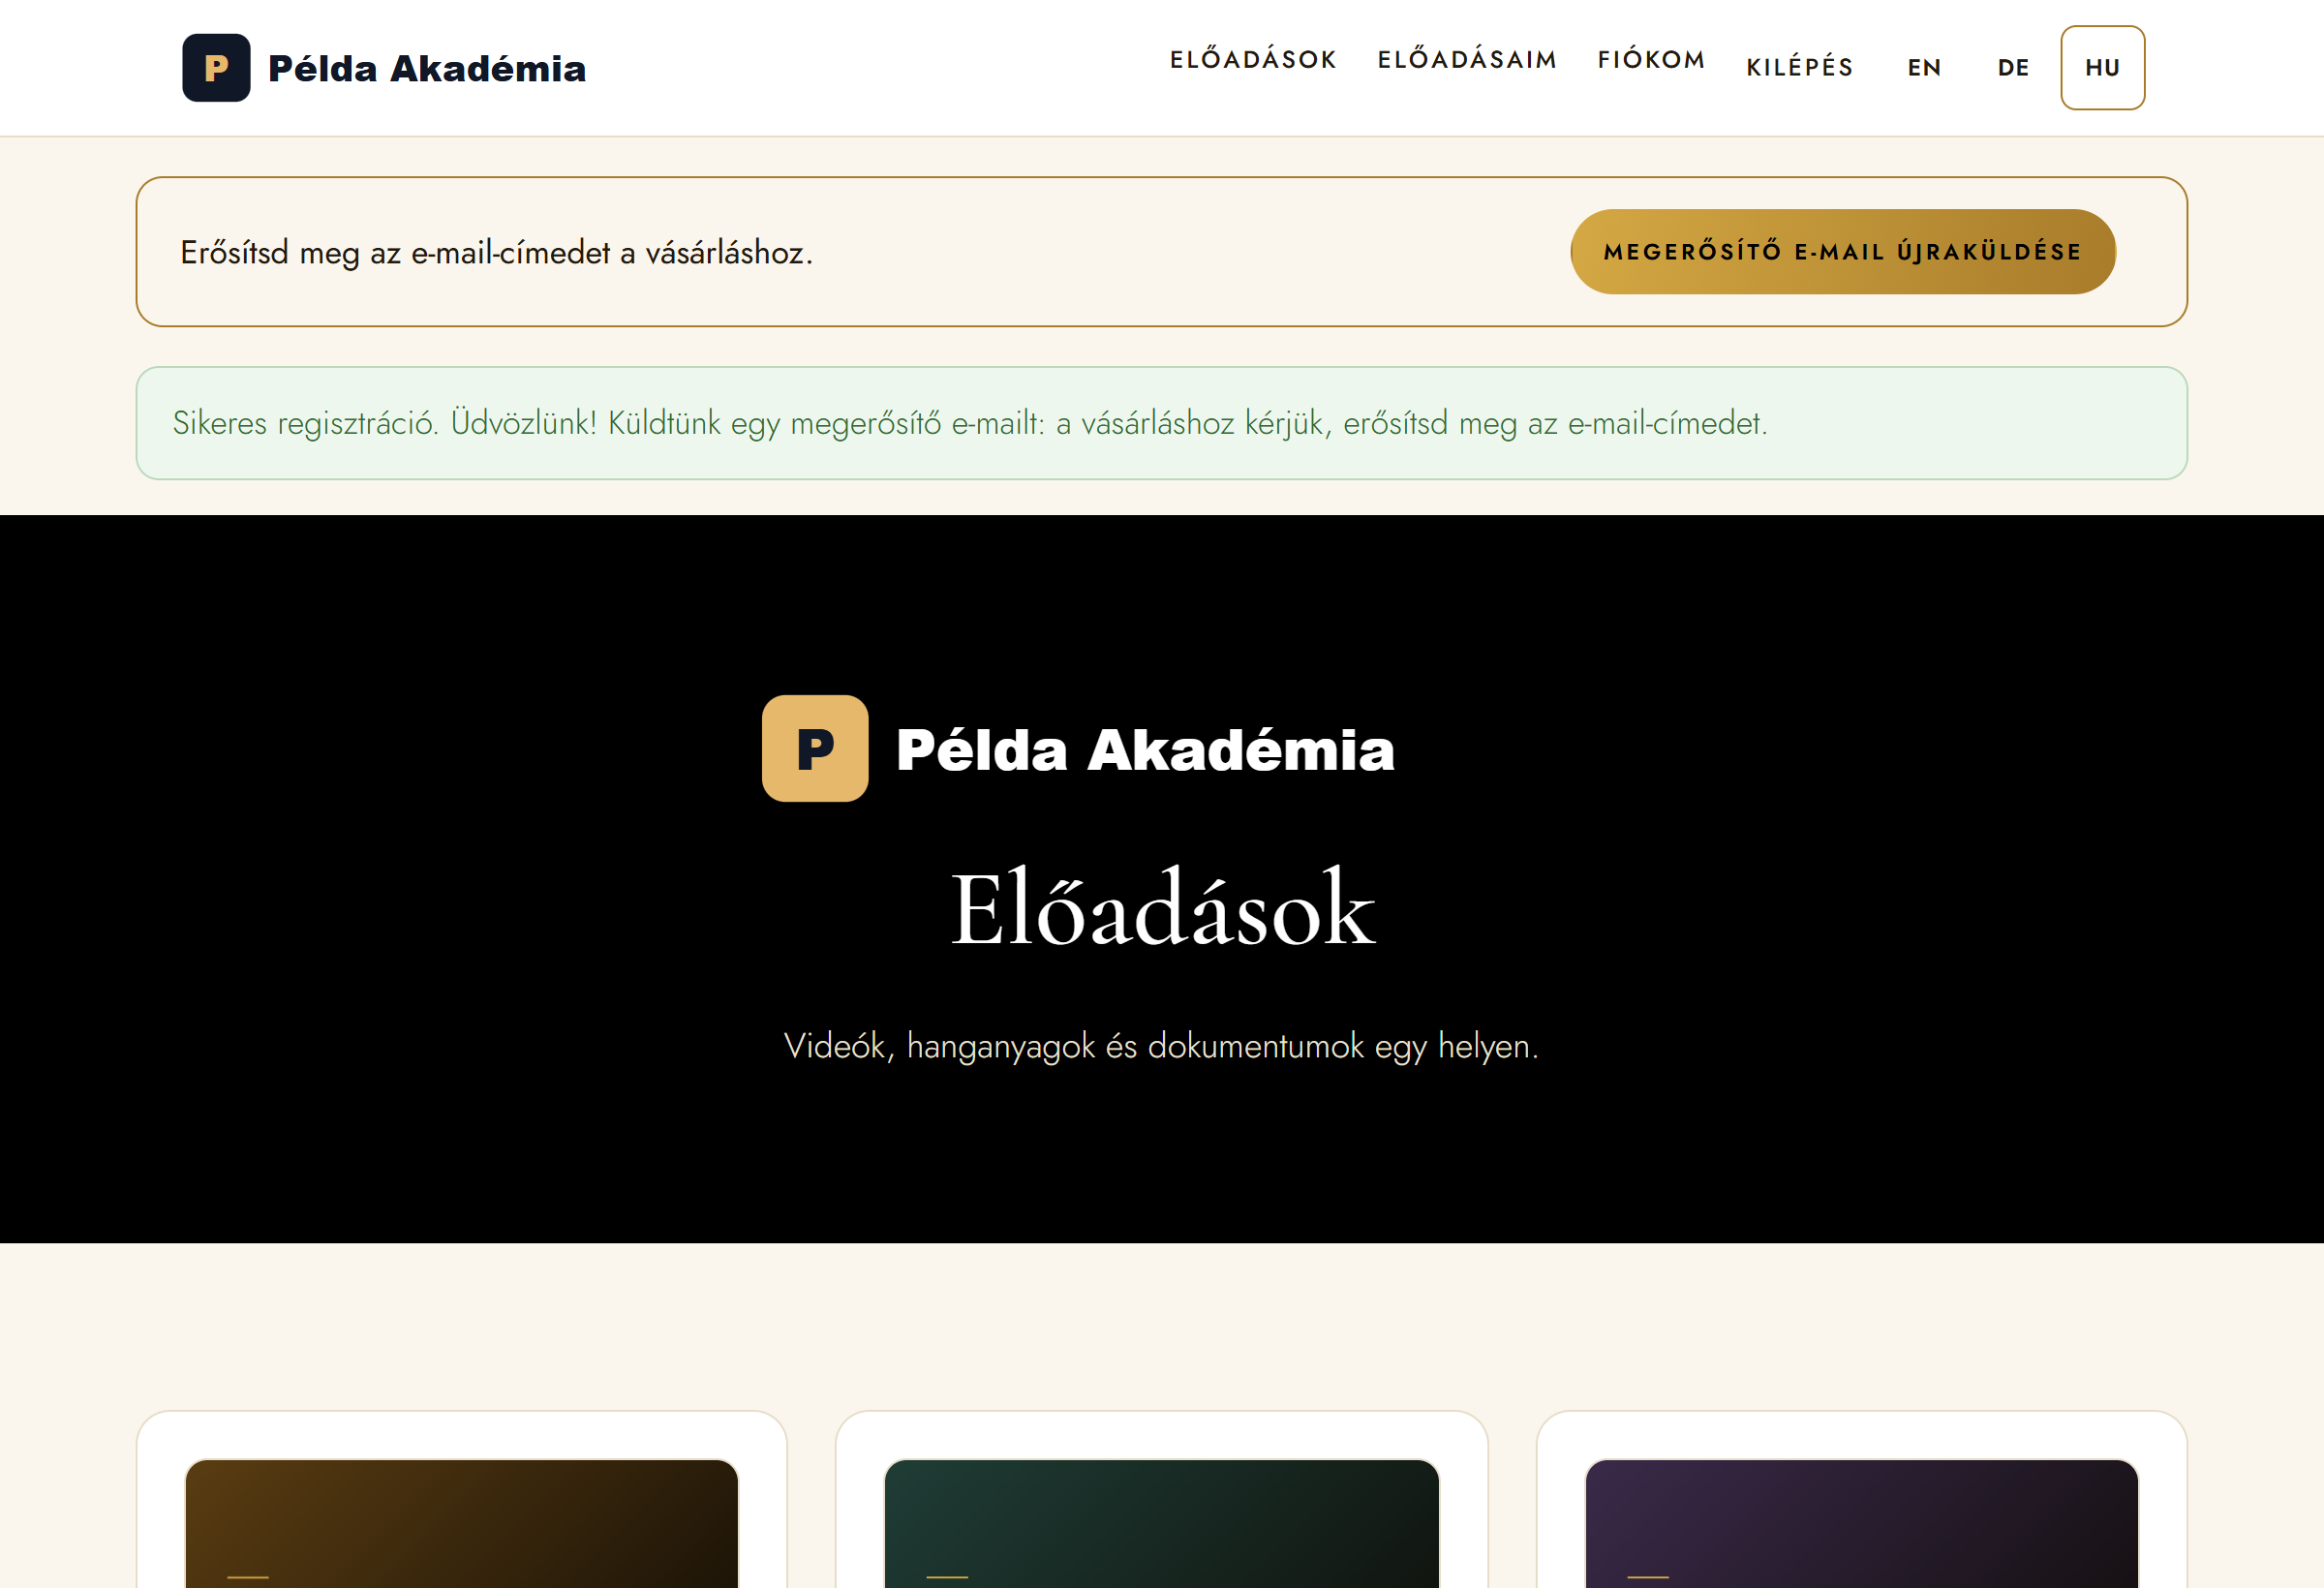 P Példa Akadémia
ELŐADÁSOK ELŐADÁSAIM FIÓKOM KILÉPÉS EN DE HU
Erősítsd meg az e-mail-címedet a vásárláshoz.
MEGERŐSÍTŐ E-MAIL ÚJRAKÜLDÉSE
Sikeres regisztráció. Üdvözlünk! Küldtünk egy megerősítő e-mailt: a vásárláshoz kérjük, erősítsd meg az e-mail-címedet.
P Példa Akadémia
Előadások
Videók, hanganyagok és dokumentumok egy helyen.